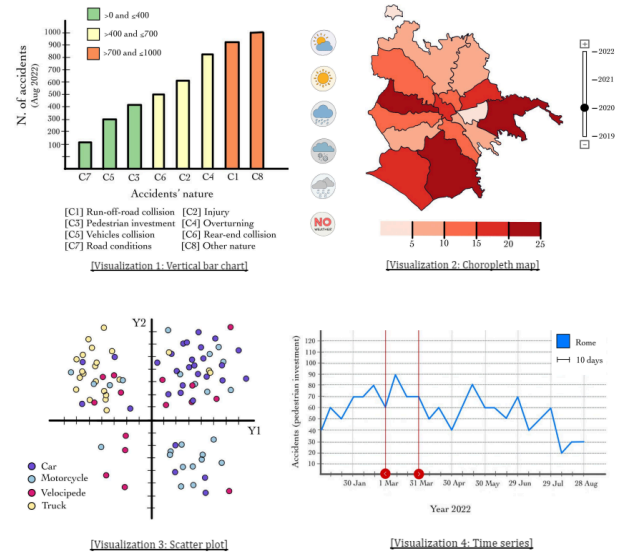 >0 and ≤400
>400 and ≤700
>700 and ≤1000
N. of accidents
(Aug 2022)
1000
900
800
700
600
500
400
300
200
100
C7 C5 C3 C6 C2 C4 C1 C8
Accidents' nature
[C1] Run-off-road collision [C2] Injury
[C3] Pedestrian investment [C4] Overturning
[C5] Vehicles collision [C6] Rear-end collision
[C7] Road conditions [C8] Other nature
[Visualization 1: Vertical bar chart]
NO
WEATHER
+
2022
2021
2020
2019
−
5 10 15 20 25
[Visualization 2: Choropleth map]
Y2
Y1
Car
Motorcycle
Velocipede
Truck
[Visualization 3: Scatter plot]
Accidents (pedestrian investment)
120
110
100
90
80
70
60
50
40
30
20
10
Rome
10 days
30 Jan 1 Mar 31 Mar 30 Apr 30 May 29 Jun 29 Jul 28 Aug
Year 2022
[Visualization 4: Time series]